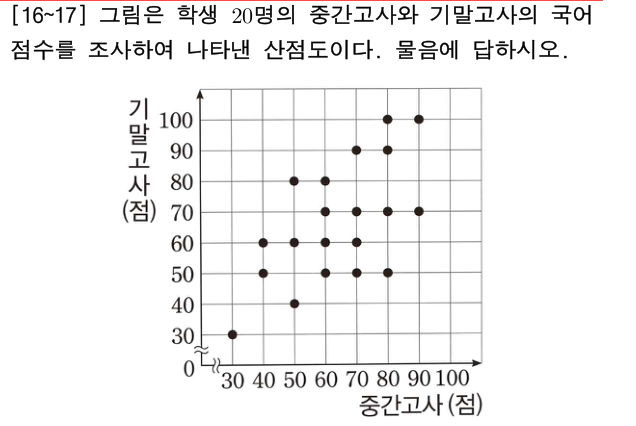 [16~17] 그림은 학생 20명의 중간고사와 기말고사의 국어
점수를 조사하여 나타낸 산점도이다. 물음에 답하시오.
기말고사
(점)
100
90
80
70
60
50
40
30
0
30 40 50 60 70 80 90 100
중간고사 (점)